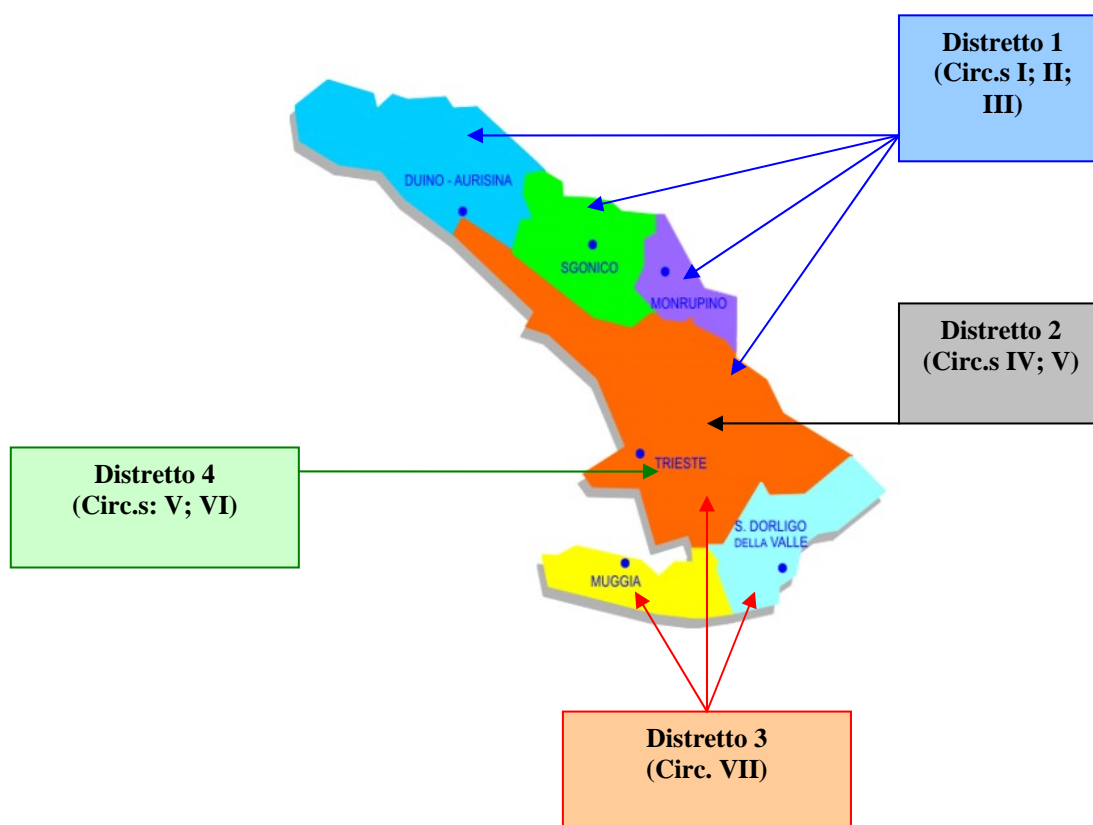 Distretto 1
(Circ.s I; II;
III)
DUINO - AURISINA
SGONICO
MONRUPINO
Distretto 2
(Circ.s IV; V)
TRIESTE
Distretto 4
(Circ.s: V; VI)
S. DORLIGO
DELLA VALLE
MUGGIA
Distretto 3
(Circ. VII)